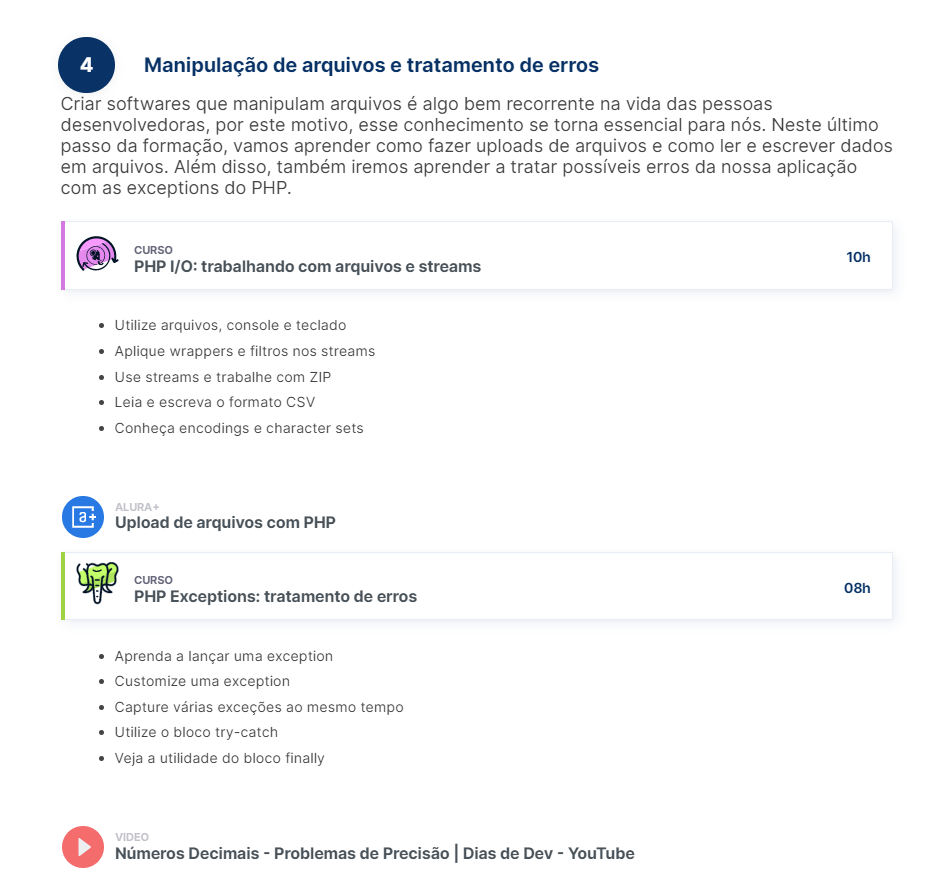 4
Manipulação de arquivos e tratamento de erros
Criar softwares que manipulam arquivos é algo bem recorrente na vida das pessoas
desenvolvedoras, por este motivo, esse conhecimento se torna essencial para nós. Neste último
passo da formação, vamos aprender como fazer uploads de arquivos e como ler e escrever dados
em arquivos. Além disso, também iremos aprender a tratar possíveis erros da nossa aplicação
com as exceptions do PHP.
CURSO
PHP I/O: trabalhando com arquivos e streams
10h
• Utilize arquivos, console e teclado
• Aplique wrappers e filtros nos streams
• Use streams e trabalhe com ZIP
• Leia e escreva o formato CSV
• Conheça encodings e character sets
a+
ALURA+
Upload de arquivos com PHP
CURSO
PHP Exceptions: tratamento de erros
08h
• Aprenda a lançar uma exception
• Customize uma exception
• Capture várias exceções ao mesmo tempo
• Utilize o bloco try-catch
• Veja a utilidade do bloco finally
VIDEO
Números Decimais - Problemas de Precisão | Dias de Dev - YouTube